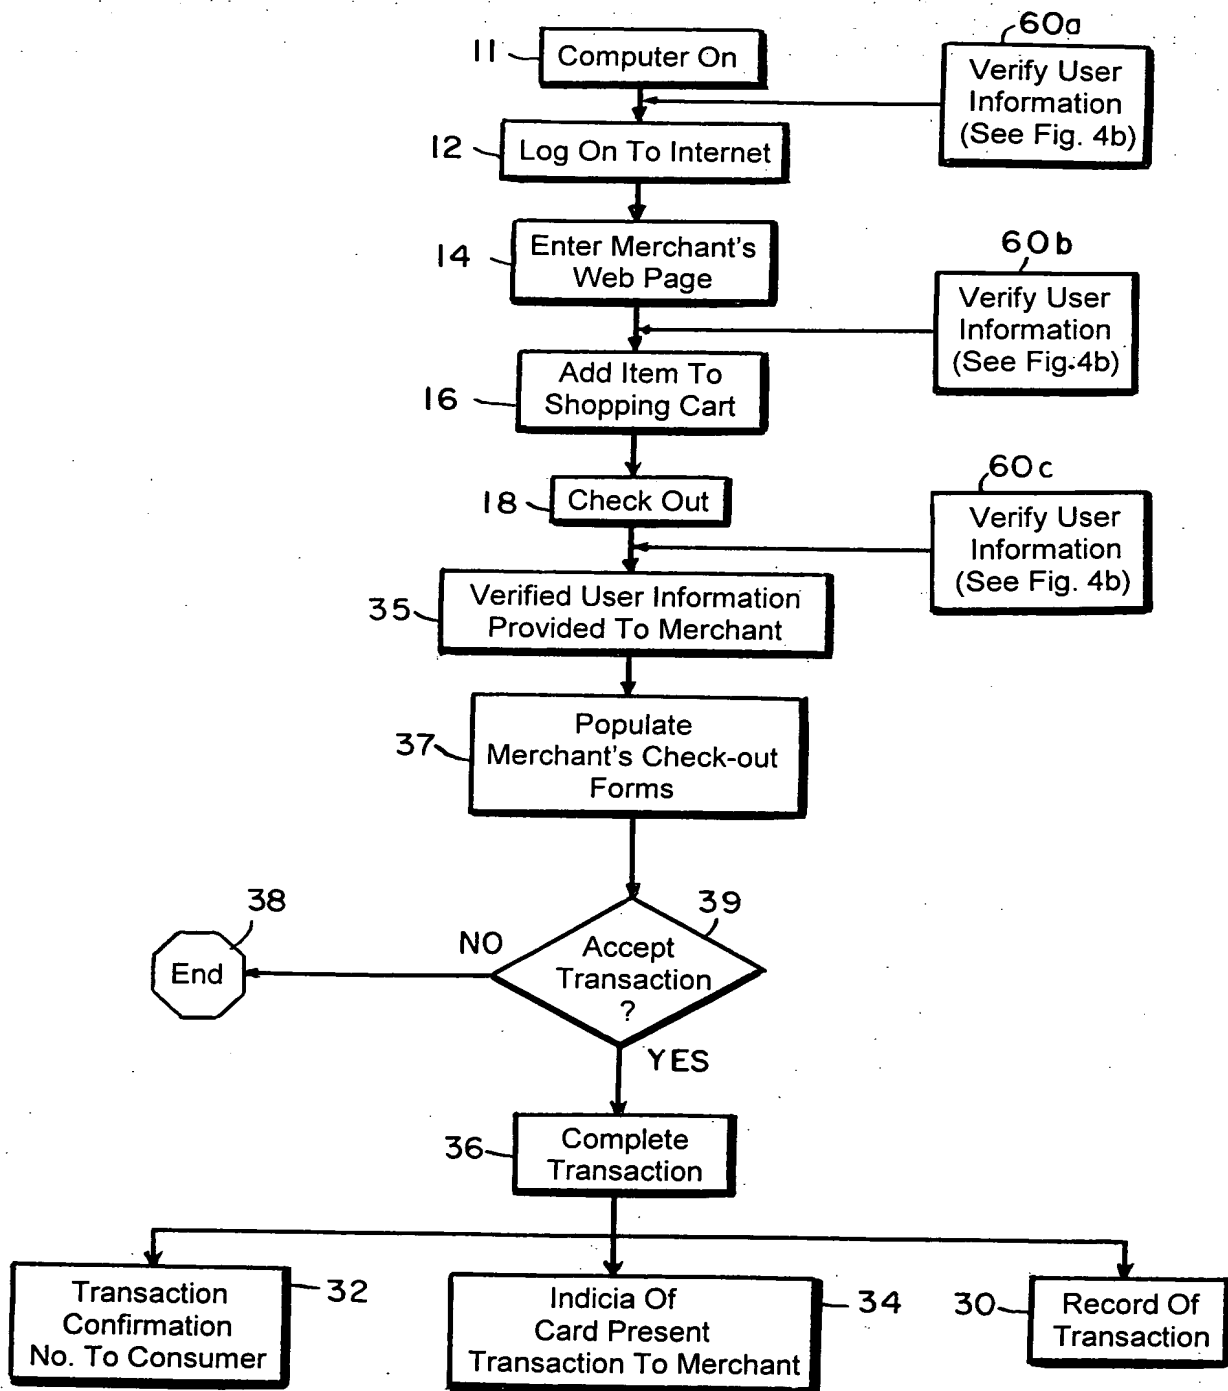 60a
11
Computer On
Verify User
Information
(See Fig. 4b)
12
Log On To Internet
14
Enter Merchant's
Web Page
60b
Verify User
Information
(See Fig.4b)
16
Add Item To
Shopping Cart
60c
18
Check Out
Verify User
Information
(See Fig. 4b)
35
Verified User Information
Provided To Merchant
37
Populate
Merchant's Check-out
Forms
38
39
End
NO
Accept
Transaction
?
YES
36
Complete
Transaction
Transaction
Confirmation
No. To Consumer
32
Indicia Of
Card Present
Transaction To Merchant
34
30
Record Of
Transaction